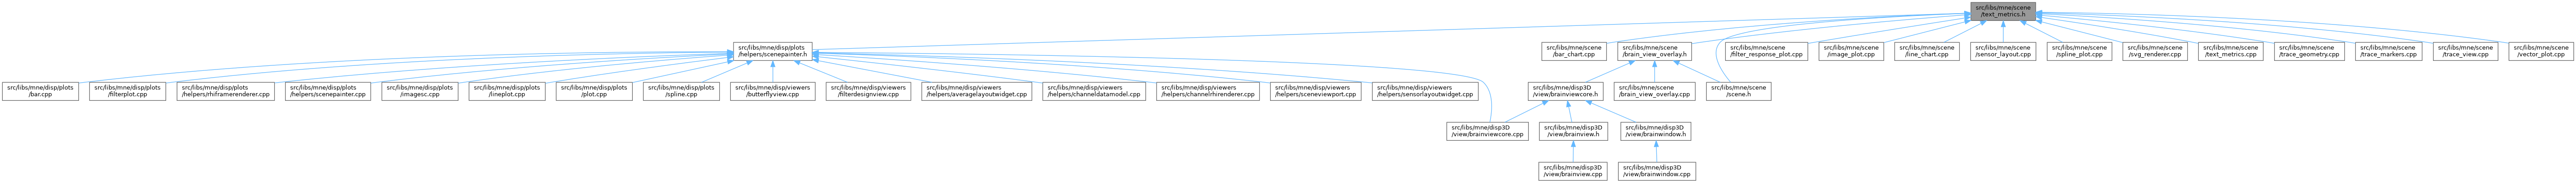 src/libs/mne/scene
/text_metrics.h
src/libs/mne/disp/plots
/helpers/scenepainter.h
src/libs/mne/scene
/bar_chart.cpp
src/libs/mne/scene
/brain_view_overlay.h
src/libs/mne/scene
/filter_response_plot.cpp
src/libs/mne/scene
/image_plot.cpp
src/libs/mne/scene
/line_chart.cpp
src/libs/mne/scene
/sensor_layout.cpp
src/libs/mne/scene
/spline_plot.cpp
src/libs/mne/scene
/svg_renderer.cpp
src/libs/mne/scene
/text_metrics.cpp
src/libs/mne/scene
/trace_geometry.cpp
src/libs/mne/scene
/trace_markers.cpp
src/libs/mne/scene
/trace_view.cpp
src/libs/mne/scene
/vector_plot.cpp
src/libs/mne/disp/plots
/bar.cpp
src/libs/mne/disp/plots
/filterplot.cpp
src/libs/mne/disp/plots
/helpers/rhiframerenderer.cpp
src/libs/mne/disp/plots
/helpers/scenepainter.cpp
src/libs/mne/disp/plots
/imagesc.cpp
src/libs/mne/disp/plots
/lineplot.cpp
src/libs/mne/disp/plots
/plot.cpp
src/libs/mne/disp/plots
/spline.cpp
src/libs/mne/disp/viewers
/butterflyview.cpp
src/libs/mne/disp/viewers
/filterdesignview.cpp
src/libs/mne/disp/viewers
/helpers/averagelayoutwidget.cpp
src/libs/mne/disp/viewers
/helpers/channeldatamodel.cpp
src/libs/mne/disp/viewers
/helpers/channelrhirenderer.cpp
src/libs/mne/disp/viewers
/helpers/sceneviewport.cpp
src/libs/mne/disp/viewers
/helpers/sensorlayoutwidget.cpp
src/libs/mne/disp3D
/view/brainviewcore.h
src/libs/mne/scene
/brain_view_overlay.cpp
src/libs/mne/scene
/scene.h
src/libs/mne/disp3D
/view/brainviewcore.cpp
src/libs/mne/disp3D
/view/brainview.h
src/libs/mne/disp3D
/view/brainwindow.h
src/libs/mne/disp3D
/view/brainview.cpp
src/libs/mne/disp3D
/view/brainwindow.cpp